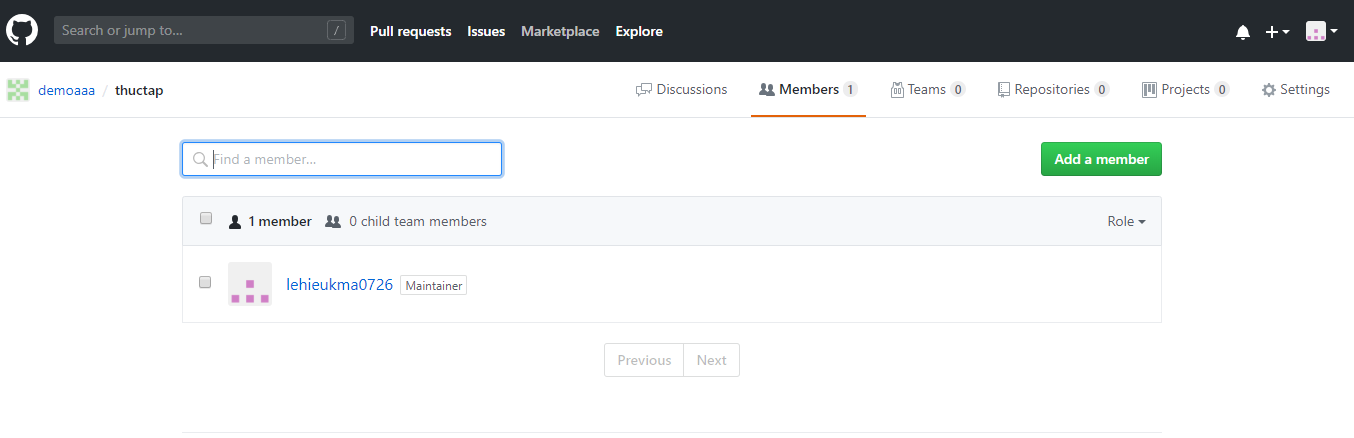 Search or jump to... / Pull requests Issues Marketplace Explore
demoaaa / thuctap Discussions Members 1 Teams 0 Repositories 0 Projects 0 Settings
Find a member... Add a member
1 member 0 child team members Role
lehieukma0726 Maintainer
Previous Next